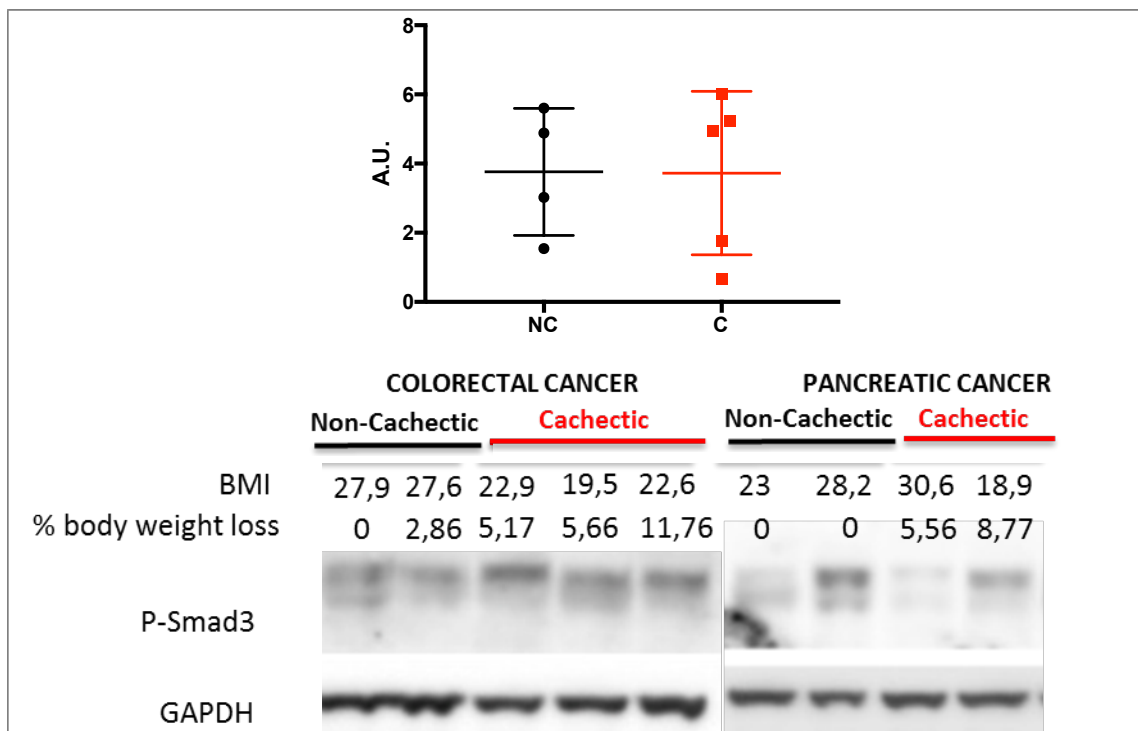 8
6
4
2
0
A.U.
NC C
COLORECTAL CANCER PANCREATIC CANCER
Non-Cachectic Cachectic Non-Cachectic Cachectic
BMI 27,9 27,6 22,9 19,5 22,6 23 28,2 30,6 18,9
% body weight loss 0 2,86 5,17 5,66 11,76 0 0 5,56 8,77
P-Smad3
GAPDH